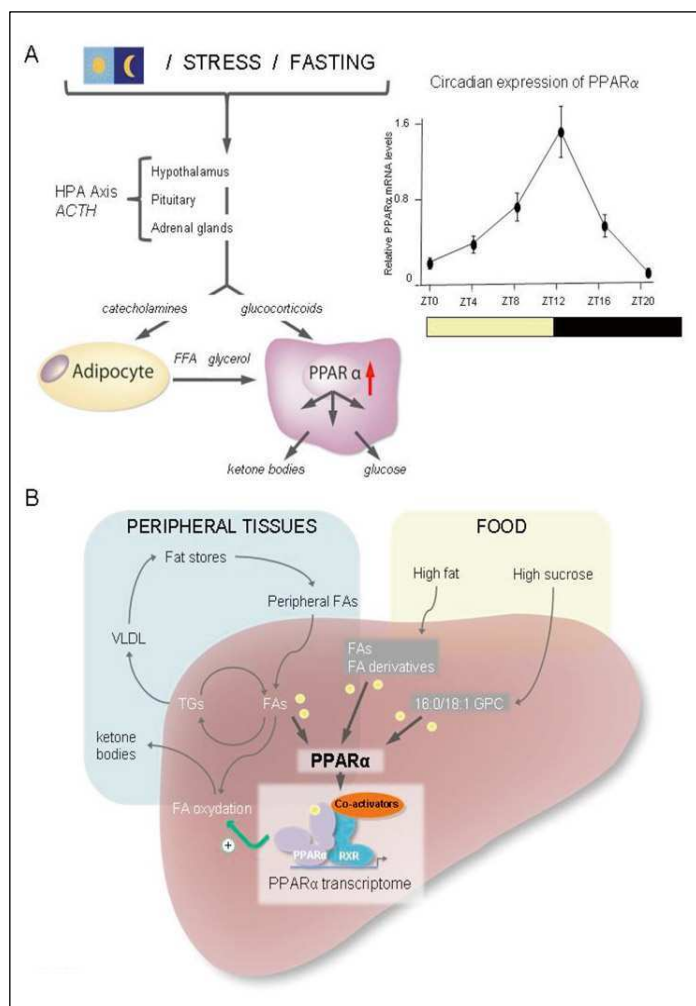 A
/ STRESS / FASTING
Circadian expression of PPARα
HPA Axis
ACTH
Hypothalamus
Pituitary
Adrenal glands
Relative PPARα mRNA levels
1.6
0.8
0
ZT0 ZT4 ZT8 ZT12 ZT16 ZT20
catecholamines glucocorticoids
Adipocyte
FFA glycerol
PPAR α
ketone bodies glucose
B
PERIPHERAL TISSUES
FOOD
Fat stores
Peripheral FAs
High fat
High sucrose
VLDL
FAs
FA derivatives
TGs
FAs
16:0/18:1 GPC
ketone
bodies
PPARα
FA oxydation
Co-activators
+
PPARα RXR
PPARα transcriptome